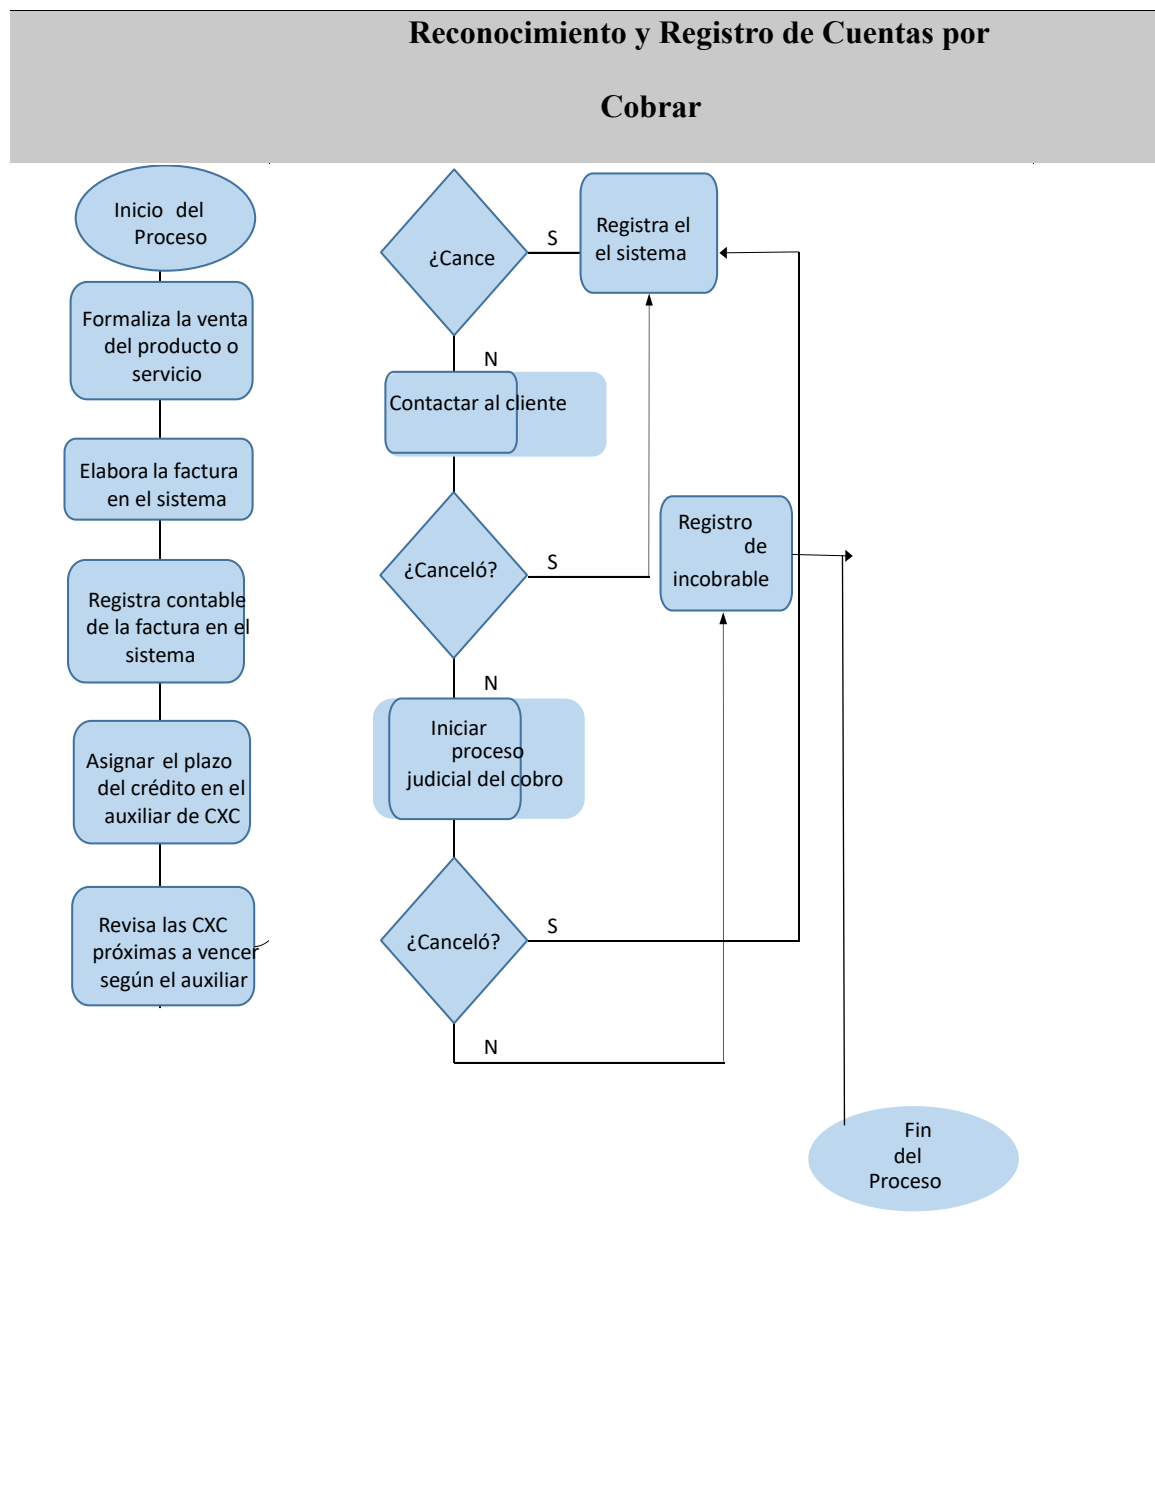 Reconocimiento y Registro de Cuentas por
Cobrar
Inicio del
Proceso
Formaliza la venta
del producto o
servicio
Elabora la factura
en el sistema
Registra contable
de la factura en el
sistema
Asignar el plazo
del crédito en el
auxiliar de CXC
Revisa las CXC
próximas a vencer
según el auxiliar
¿Cance
S
Registra el
el sistema
N
Contactar al cliente
¿Canceló?
S
Registro
de
incobrable
N
Iniciar
proceso
judicial del cobro
¿Canceló?
S
N
Fin
del
Proceso